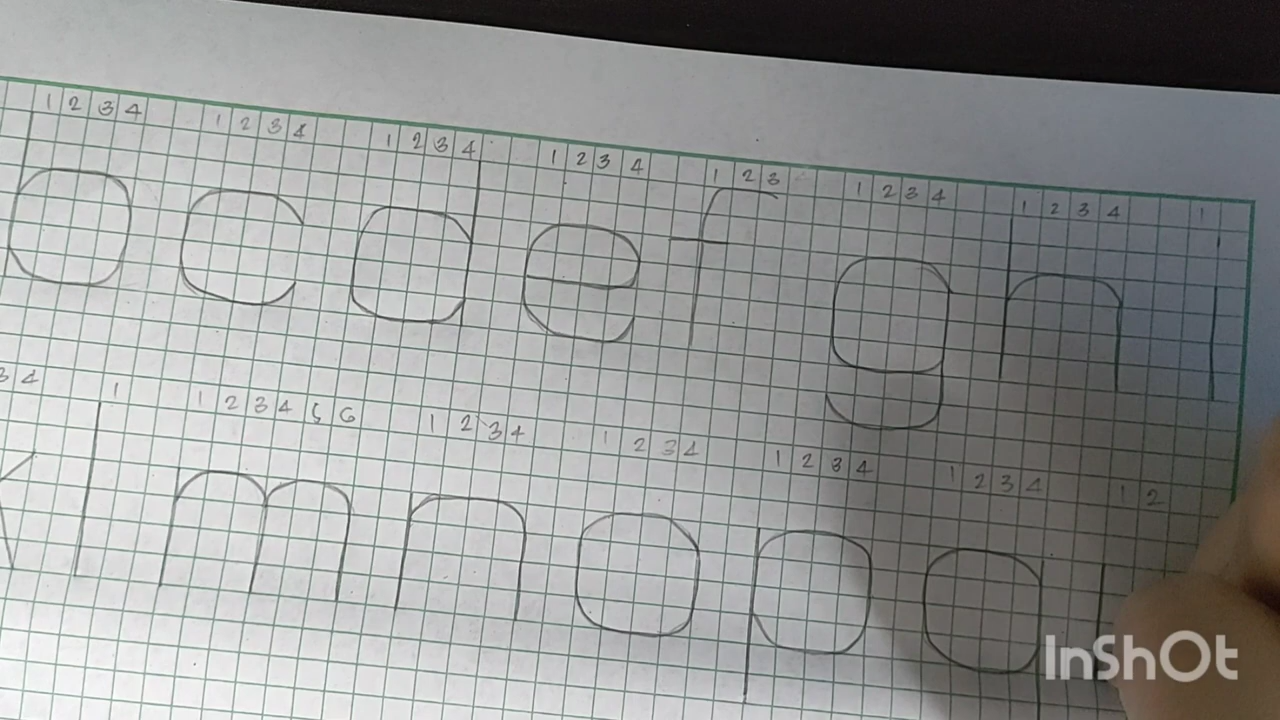 1 2 3 4 1 2 3 4 1 2 3 4 1 2 3 4 1 2 3 1 2 3 4 1 2 3 4 1
b c d e f g h i
3 4 1 1 2 3 4 5 6 1 2 3 4 1 2 3 4 1 2 3 4 1 2 3 4 1 2
k l m n o p q
InShOt